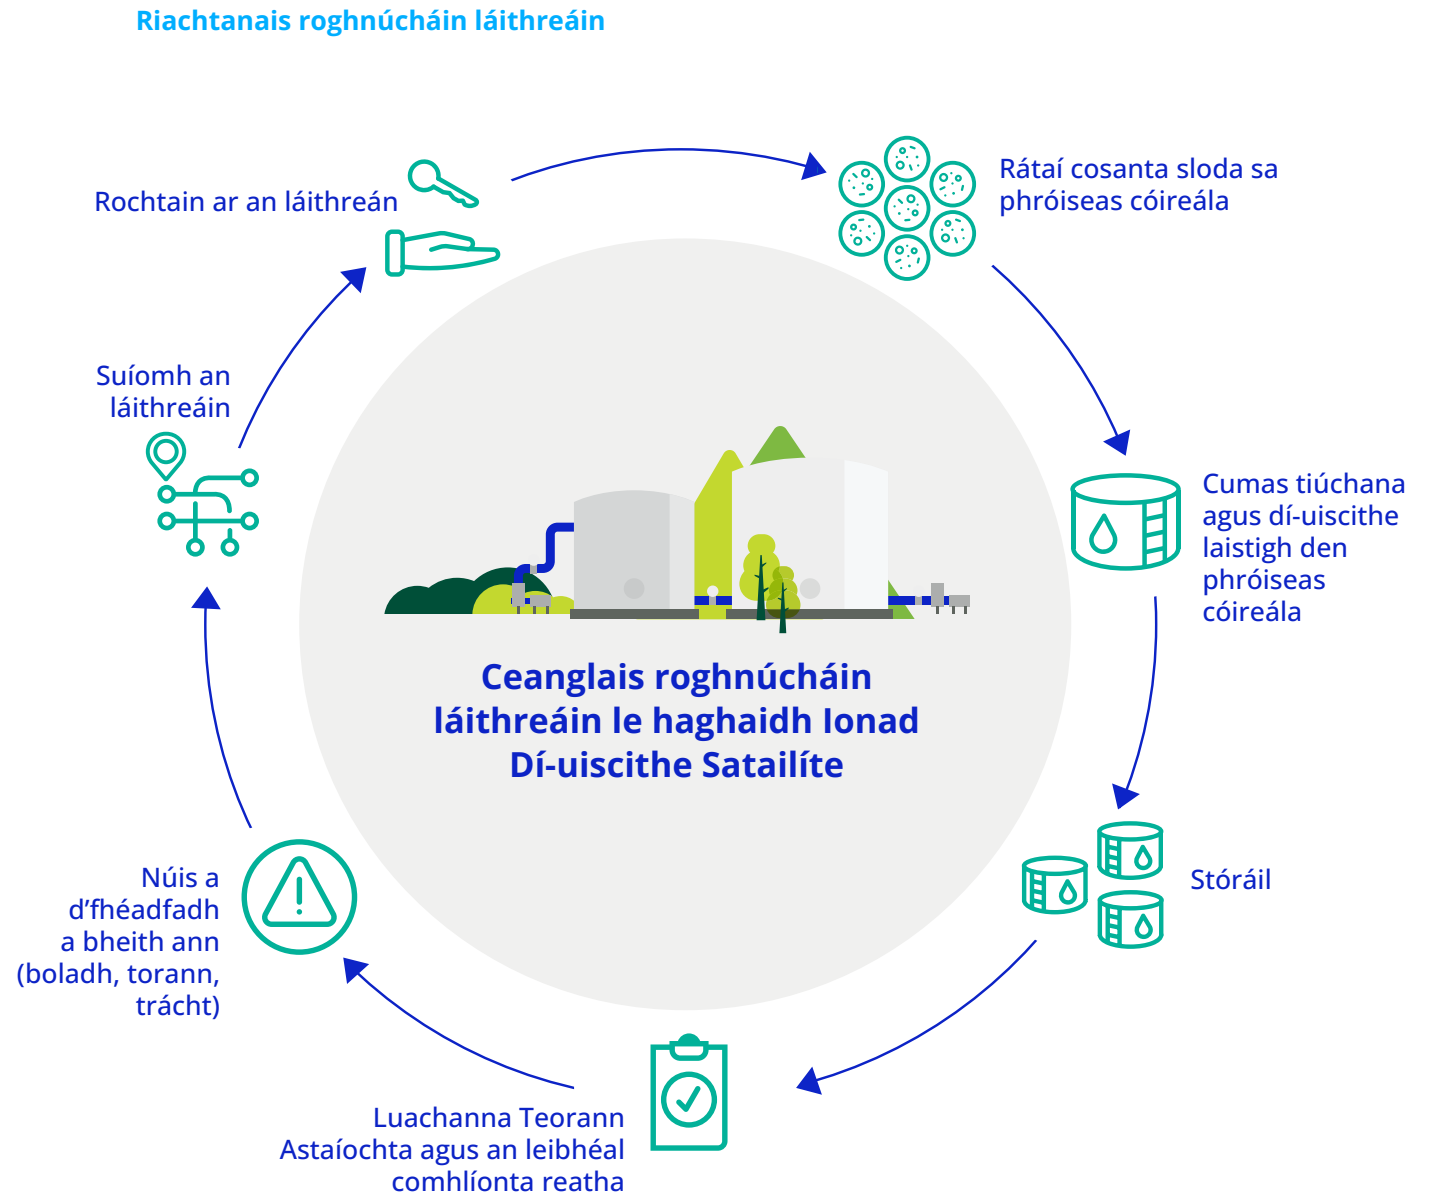 Riachtanais roghnúcháin láithreáin
Rochtain ar an láithreán
Rátaí cosanta sloda sa
phróiseas cóireála
Cumas tiúchana
agus dí-uiscithe
laistigh den
phróiseas
cóireála
Stóráil
Luachanna Teorann
Astaíochta agus an leibhéal
comhlíonta reatha
Núis a
d’fhéadfadh
a bheith ann
(boladh, torann,
trácht)
Suíomh an
láithreáin
Ceanglais roghnúcháin
láithreáin le haghaidh Ionad
Dí-uiscithe Satailíte